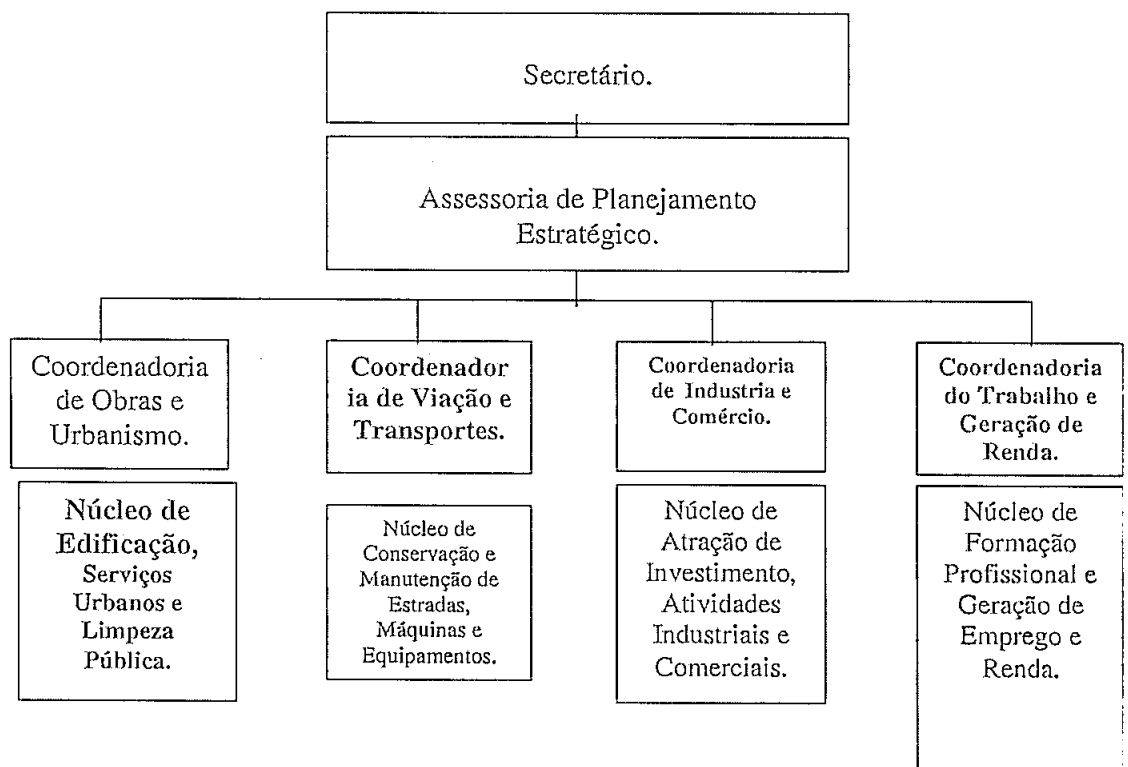 Secretário.
Assessoria de Planejamento
Estratégico.
Coordenadoria
de Obras e
Urbanismo.
Coordenador
ia de Viação e
Transportes.
Coordenadoria
de Industria e
Comércio.
Coordenadoria
do Trabalho e
Geração de
Renda.
Núcleo de
Edificação,
Serviços
Urbanos e
Limpeza
Pública.
Núcleo de
Conservação e
Manutenção de
Estradas,
Máquinas e
Equipamentos.
Núcleo de
Atração de
Investimento,
Atividades
Industriais e
Comerciais.
Núcleo de
Formação
Profissional e
Geração de
Emprego e
Renda.